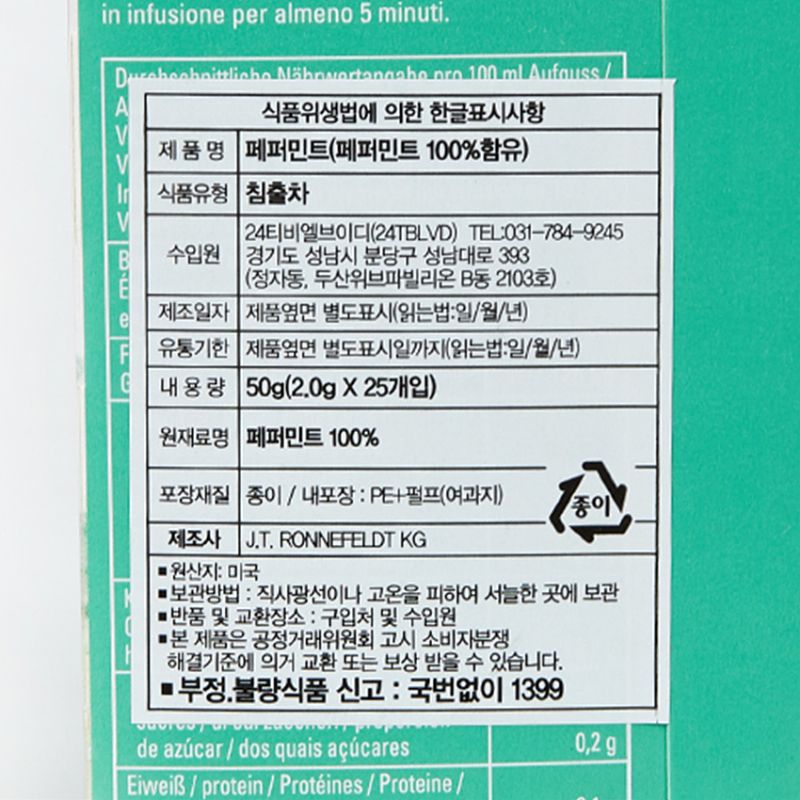 in infusione per almeno 5 minuti.
Durchschnittliche Nährwertangabe pro 100 ml Aufguss /
식품위생법에 의한 한글표시사항
제 품 명 페퍼민트(페퍼민트 100%함유)
식품유형 침출차
수입원 24티비엘브이디(24TBLVD) TEL:031-784-9245
경기도 성남시 분당구 성남대로 393
(정자동, 두산위브파빌리온 B동 2103호)
제조일자 제품옆면 별도표시(읽는법:일/월/년)
유통기한 제품옆면 별도표시일까지(읽는법:일/월/년)
내 용 량 50g(2.0g X 25개입)
원재료명 페퍼민트 100%
포장재질 종이 / 내포장 : PE+펄프(여과지)
종이
제조사 J.T. RONNEFELDT KG
■원산지: 미국
■보관방법 : 직사광선이나 고온을 피하여 서늘한 곳에 보관
■반품 및 교환장소 : 구입처 및 수입원
■본 제품은 공정거래위원회 고시 소비자분쟁
해결기준에 의거 교환 또는 보상 받을 수 있습니다.
■부정.불량식품 신고 : 국번없이 1399
de azúcar / dos quais açúcares 0,2 g
Eiweiß / protein / Protéines / Proteine /